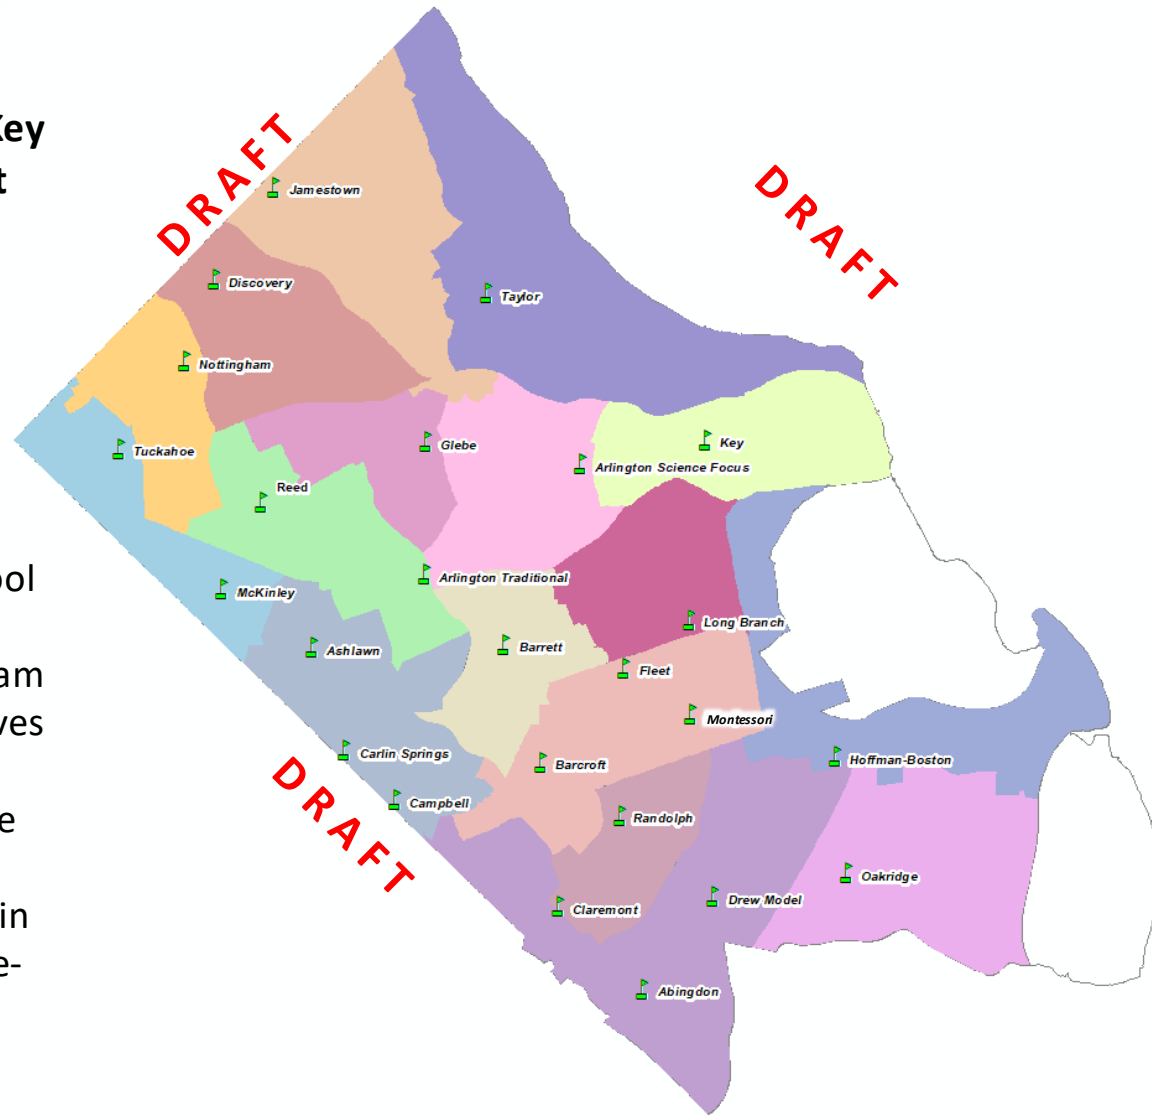 Key
t
DRAFT
DRAFT
Jamestown
Discovery
Taylor
Nottingham
Key
Glebe
Tuckahoe
Arlington Science Focus
Reed
ool
Arlington Traditional
McKinley
Long Branch
Barrett
Ashlawn
am
Fleet
ves
Montessori
Carlin Springs
Hoffman-Boston
Barcroft
DRAFT
Campbell
e
Randolph
Oakridge
Drew Model
in
Claremont
e-
Abingdon